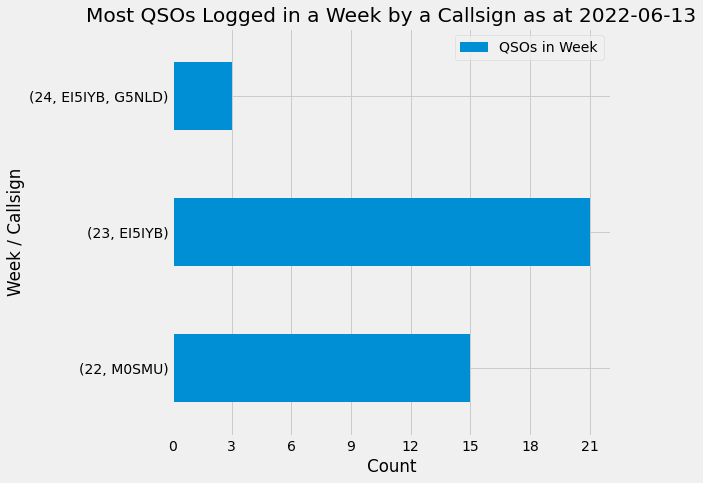 Most QSOs Logged in a Week by a Callsign as at 2022-06-13
QSOs in Week
(24, EI5IYB, G5NLD)
(23, EI5IYB)
(22, M0SMU)
Week / Callsign
0 3 6 9 12 15 18 21
Count